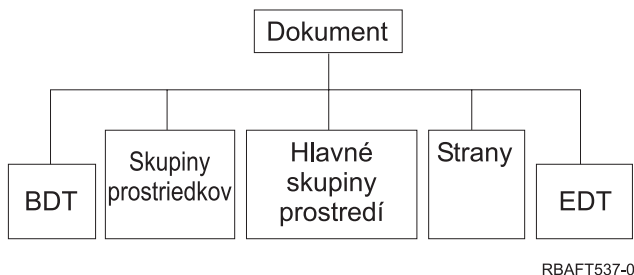 Dokument
BDT
Skupiny
prostriedkov
Hlavné
skupiny
prostredí
Strany
EDT
RBAFT537-0